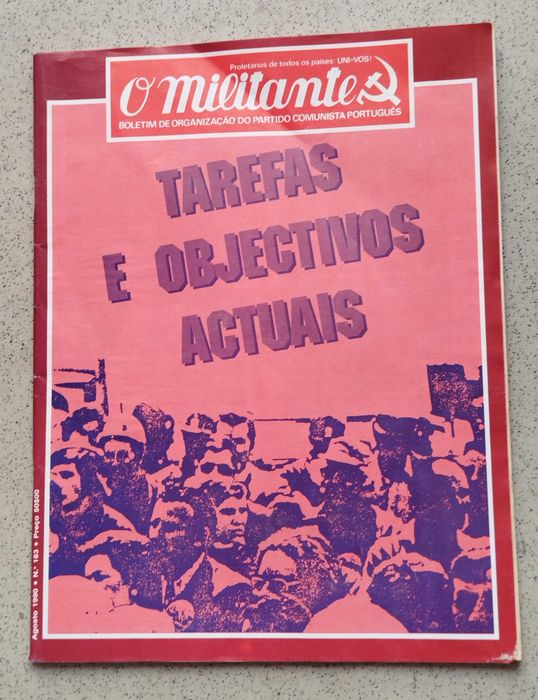 Proletários de todos os países: UNI-VOS!
O Militante
BOLETIM DE ORGANIZAÇÃO DO PARTIDO COMUNISTA PORTUGUÊS
TAREFAS
E OBJECTIVOS
ACTUAIS
Agosto 1990 • N.º 183 • Preço 50$00